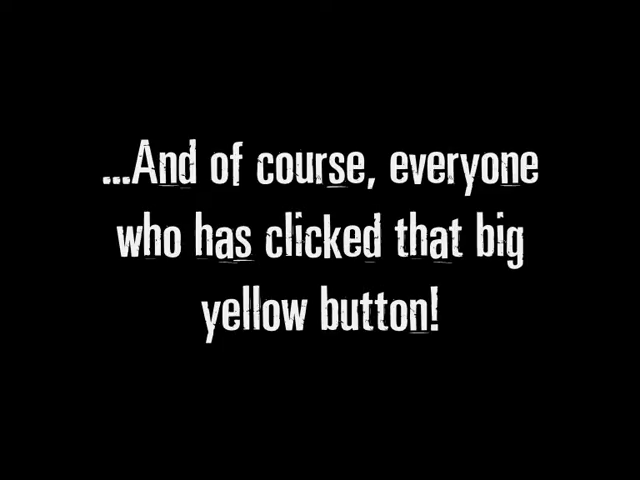 ...And of course, everyone
who has clicked that big
yellow button!